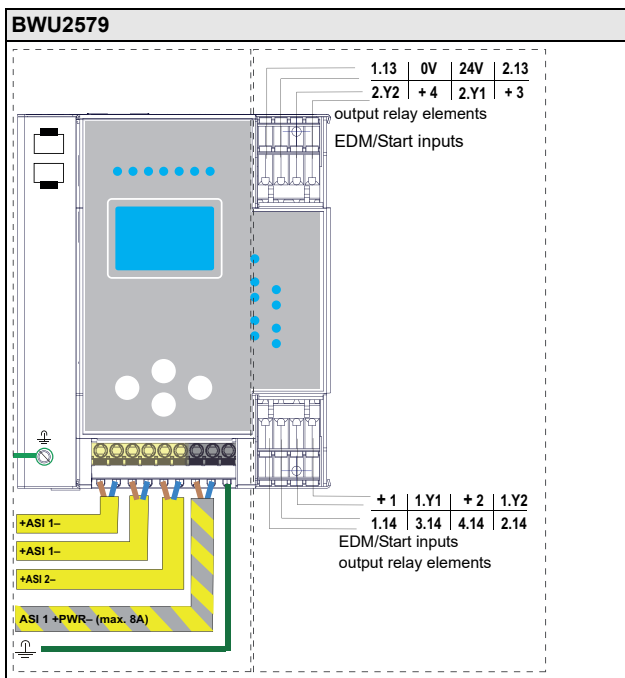 BWU2579
1.13 0V 24V 2.13
2.Y2 + 4 2.Y1 + 3
output relay elements
EDM/Start inputs
+ 1 1.Y1 + 2 1.Y2
1.14 3.14 4.14 2.14
EDM/Start inputs
output relay elements
+ASI 1–
+ASI 1–
+ASI 2–
ASI 1 +PWR– (max. 8A)